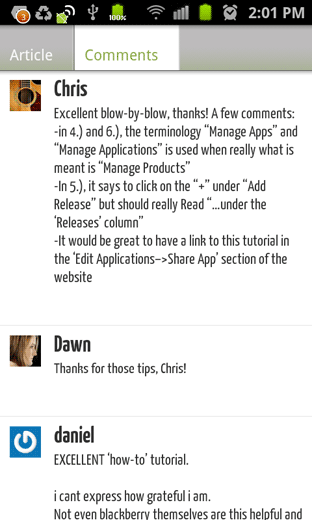 3
100%
2:01 PM
Article
Comments
Chris
Excellent blow-by-blow, thanks! A few comments:
-in 4.) and 6.), the terminology “Manage Apps” and
“Manage Applications” is used when really what is
meant is “Manage Products”
-In 5.), it says to click on the “+” under “Add
Release” but should really Read “…under the
‘Releases’ column”
-It would be great to have a link to this tutorial in
the ‘Edit Applications–>Share App’ section of the
website
Dawn
Thanks for those tips, Chris!
daniel
EXCELLENT ‘how-to’ tutorial.
i cant express how grateful i am.
Not even blackberry themselves are this helpful and